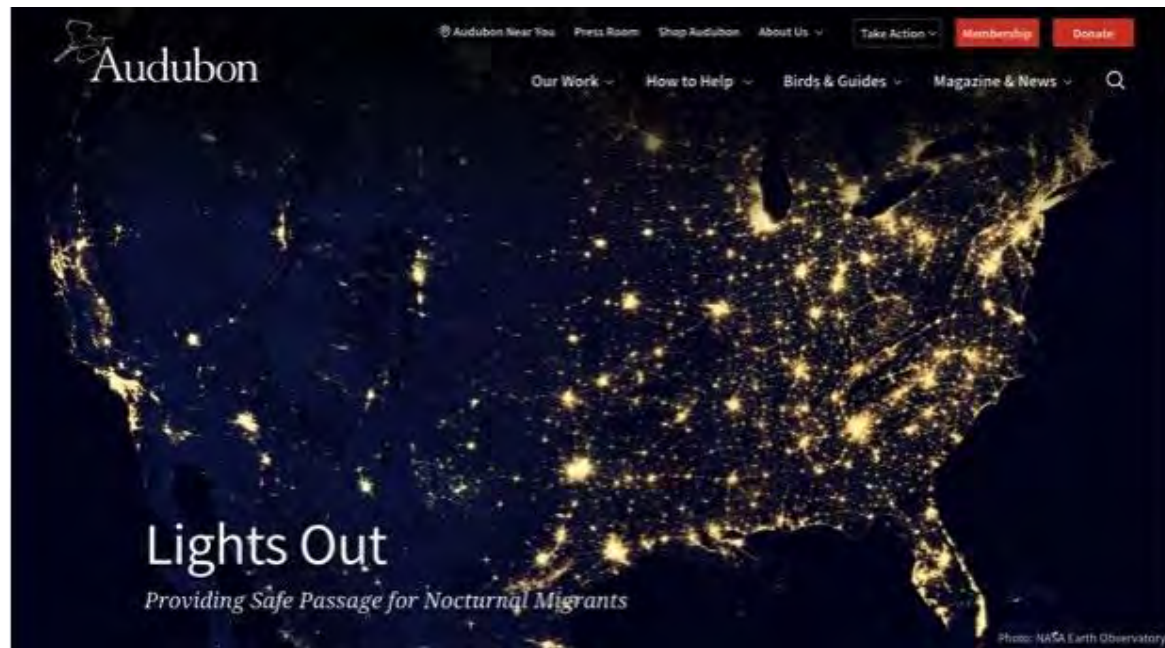 Audubon Near You Press Room Shop Audubon About Us Take Action Membership Donate
Audubon
Our Work How to Help Birds & Guides Magazine & News
Lights Out
Providing Safe Passage for Nocturnal Migrants
Photo: NASA Earth Observatory